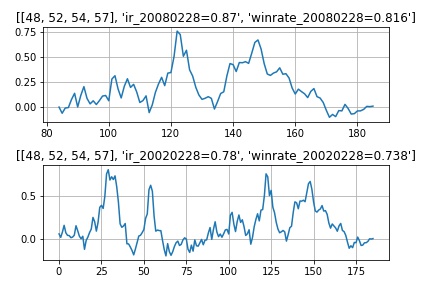 [[48, 52, 54, 57], 'ir_20080228=0.87', 'winrate_20080228=0.816']
0.75
0.50
0.25
0.00
80 100 120 140 160 180
[[48, 52, 54, 57], 'ir_20020228=0.78', 'winrate_20020228=0.738']
0.5
0.0
0 25 50 75 100 125 150 175